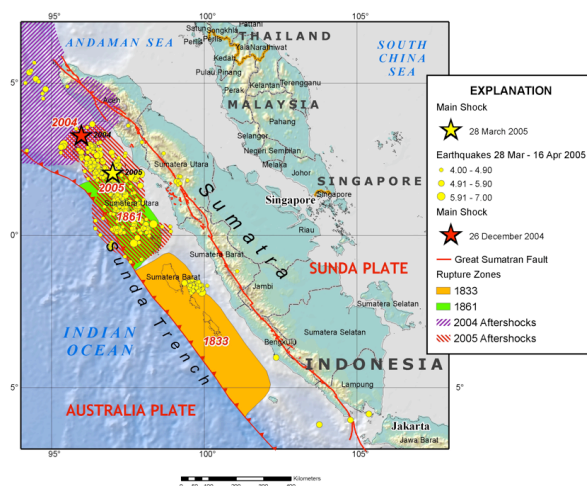 95°
100°
105°
ANDAMAN SEA
THAILAND
SOUTH
CHINA
SEA
Satun
Songkhla
Pattani
Perlis
Yala
Narathiwat
Kedah
Pulau Pinang
Kelantan
Terengganu
Perak
MALAYSIA
Pahang
Selangor
Negeri Sembilan
Melaka
Johor
SINGAPORE
Singapore
Riau
5°
Aceh
2004
2004
2005
2005
Sumatera Utara
Sumatera Utara
1861
0°
Sumatra
SUNDA PLATE
Sumatera Barat
Sumatera Barat
Jambi
Sunda Trench
INDIAN
OCEAN
1833
Sumatera Selatan
Sumatera Selatan
Bengkulu
INDONESIA
Lampung
5°
5°
AUSTRALIA PLATE
Jakarta
Jawa Barat
95°
100°
105°
Kilometers
EXPLANATION
Main Shock
28 March 2005
Earthquakes 28 Mar - 16 Apr 2005
4.00 - 4.90
4.91 - 5.90
5.91 - 7.00
Main Shock
26 December 2004
Great Sumatran Fault
Rupture Zones
1833
1861
2004 Aftershocks
2005 Aftershocks